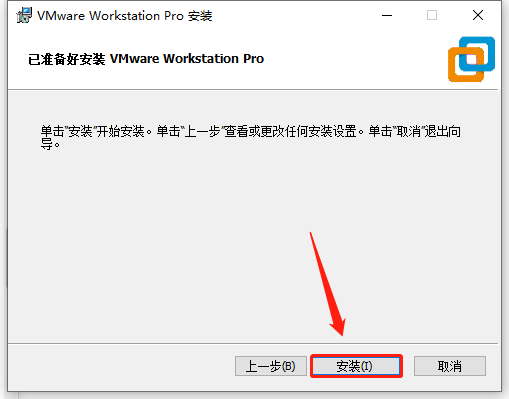 VMware Workstation Pro 安装
已准备好安装 VMware Workstation Pro
单击“安装”开始安装。单击“上一步”查看或更改任何安装设置。单击“取消”退出向
导。
上一步(B) 安装(I) 取消